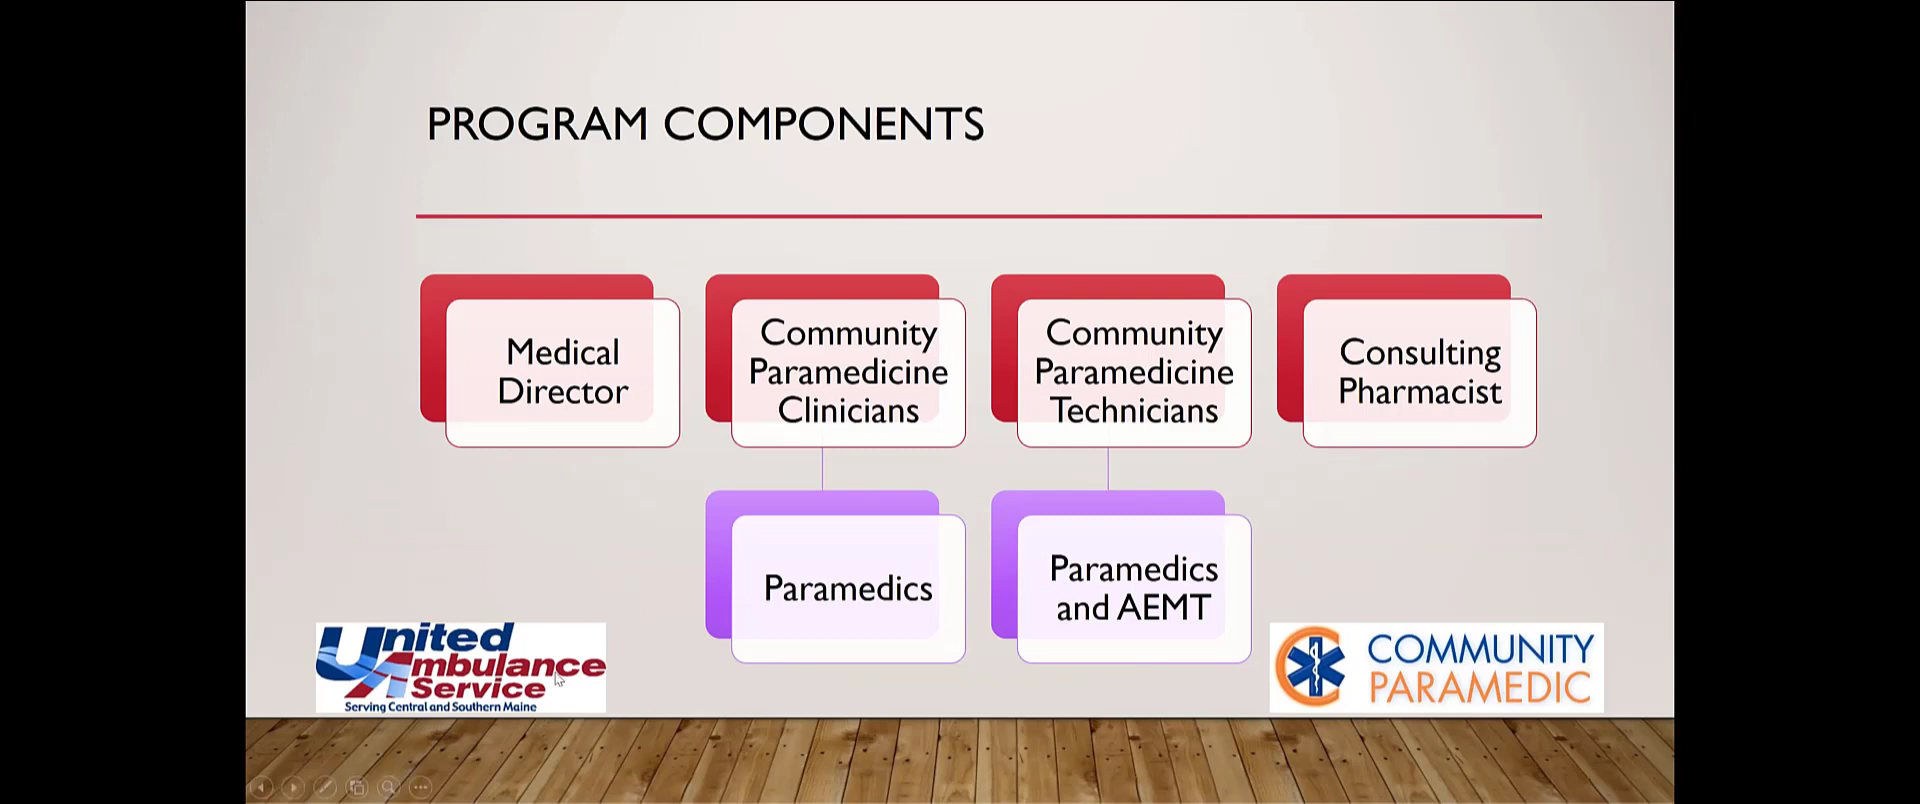 PROGRAM COMPONENTS
Medical
Director
Community
Paramedicine
Clinicians
Community
Paramedicine
Technicians
Consulting
Pharmacist
Paramedics
Paramedics
and AEMT
United
Ambulance
Service
Serving Central and Southern Maine
COMMUNITY
PARAMEDIC